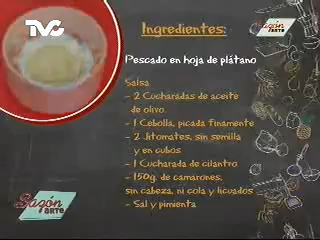 TVC
Ingredientes:
Sazón y arte
Pescado en hoja de plátano
Salsa
- 2 Cucharadas de aceite
de olivo
- 1 Cebolla, picada finamente
- 2 Jitomates, sin semilla
y en cubos
- 1 Cucharada de cilantro
- 150g. de camarones,
sin cabeza, ni cola y licuados
- Sal y pimienta
Sazón y arte